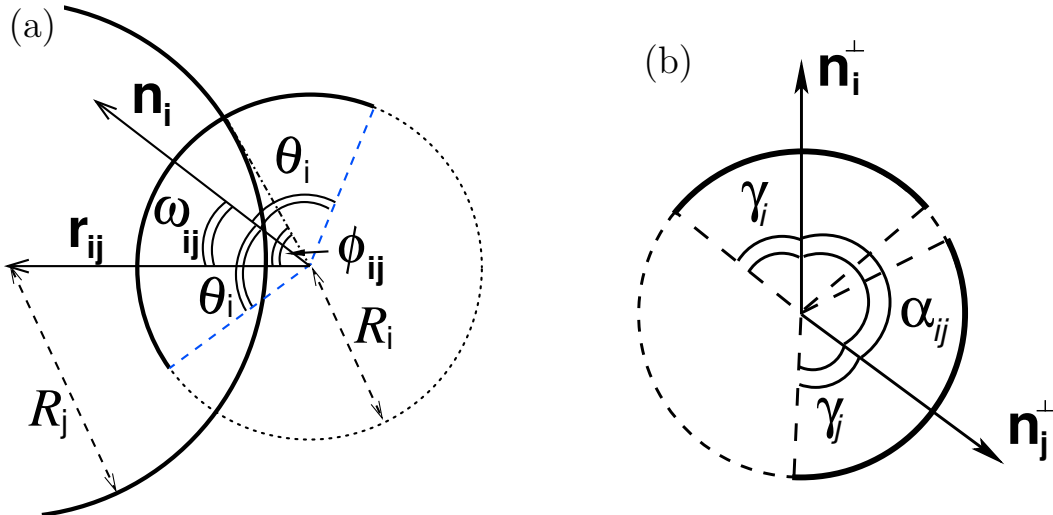 (a)
n_i
θ_i
ω_ij
r_ij
ϕ_ij
θ_i
R_i
R_j
(b)
n_i^⊥
γ_i
α_ij
γ_j
n_j^⊥